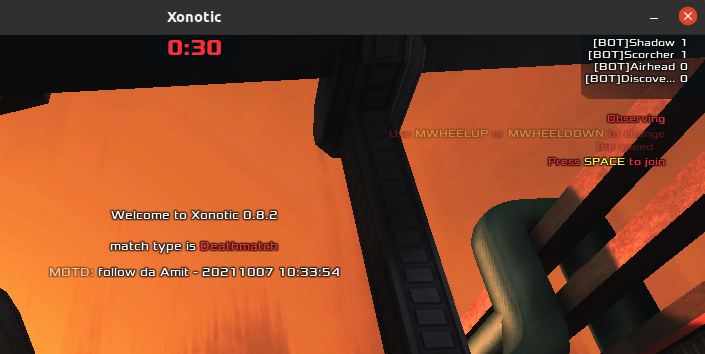 Xonotic
0:30
[BOT]Shadow 1
[BOT]Scorcher 1
[BOT]Airhead 0
[BOT]Discove... 0
Observing
Use MWHEELUP or MWHEELDOWN to change
the speed
Press SPACE to join
Welcome to Xonotic 0.8.2
match type is Deathmatch
MOTD: follow da Amit - 20211007 10:33:54